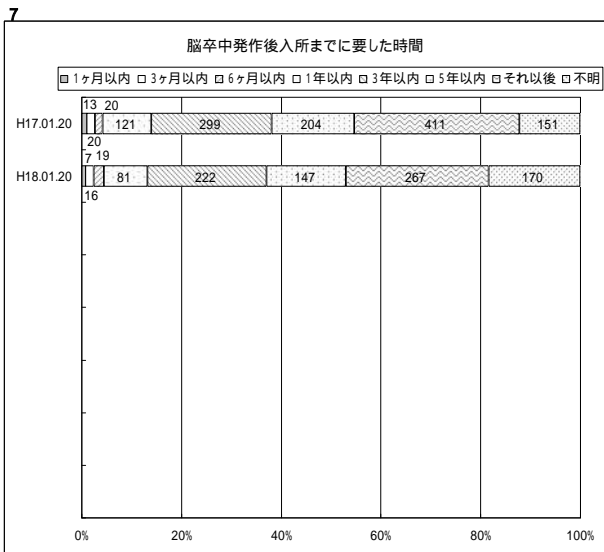 7
脳卒中発作後入所までに要した時間
1ヶ月以内 3ヶ月以内 6ヶ月以内 1年以内 3年以内 5年以内 それ以後 不明
13 20
H17.01.20 121 299 204 411 151
20
7 19
H18.01.20 81 222 147 267 170
16
0% 20% 40% 60% 80% 100%